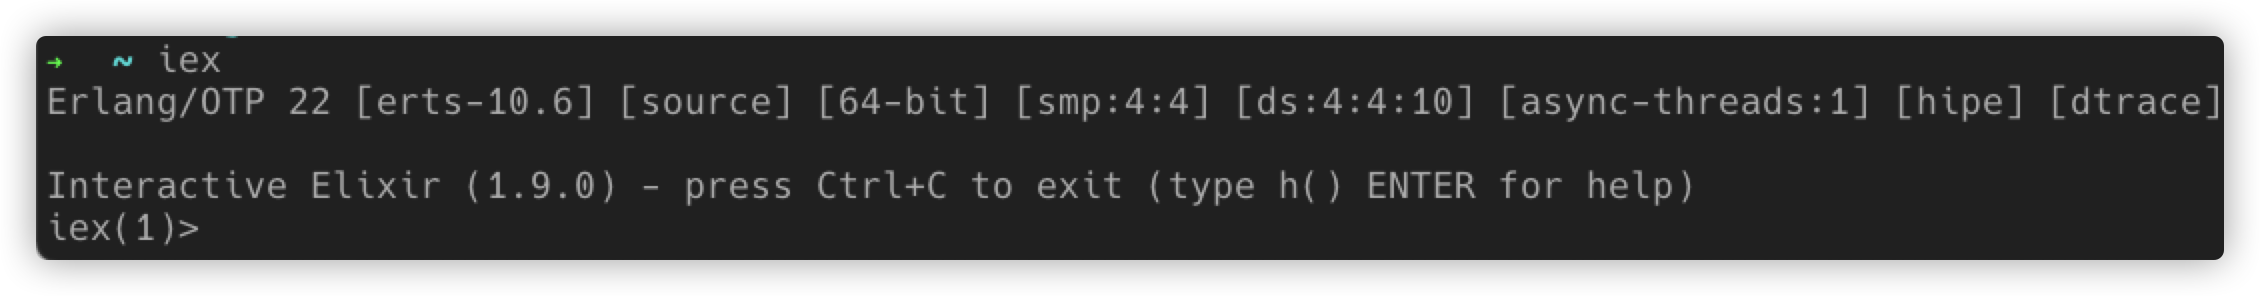 ➜ ~ iex
Erlang/OTP 22 [erts-10.6] [source] [64-bit] [smp:4:4] [ds:4:4:10] [async-threads:1] [hipe] [dtrace]
Interactive Elixir (1.9.0) - press Ctrl+C to exit (type h() ENTER for help)
iex(1)>